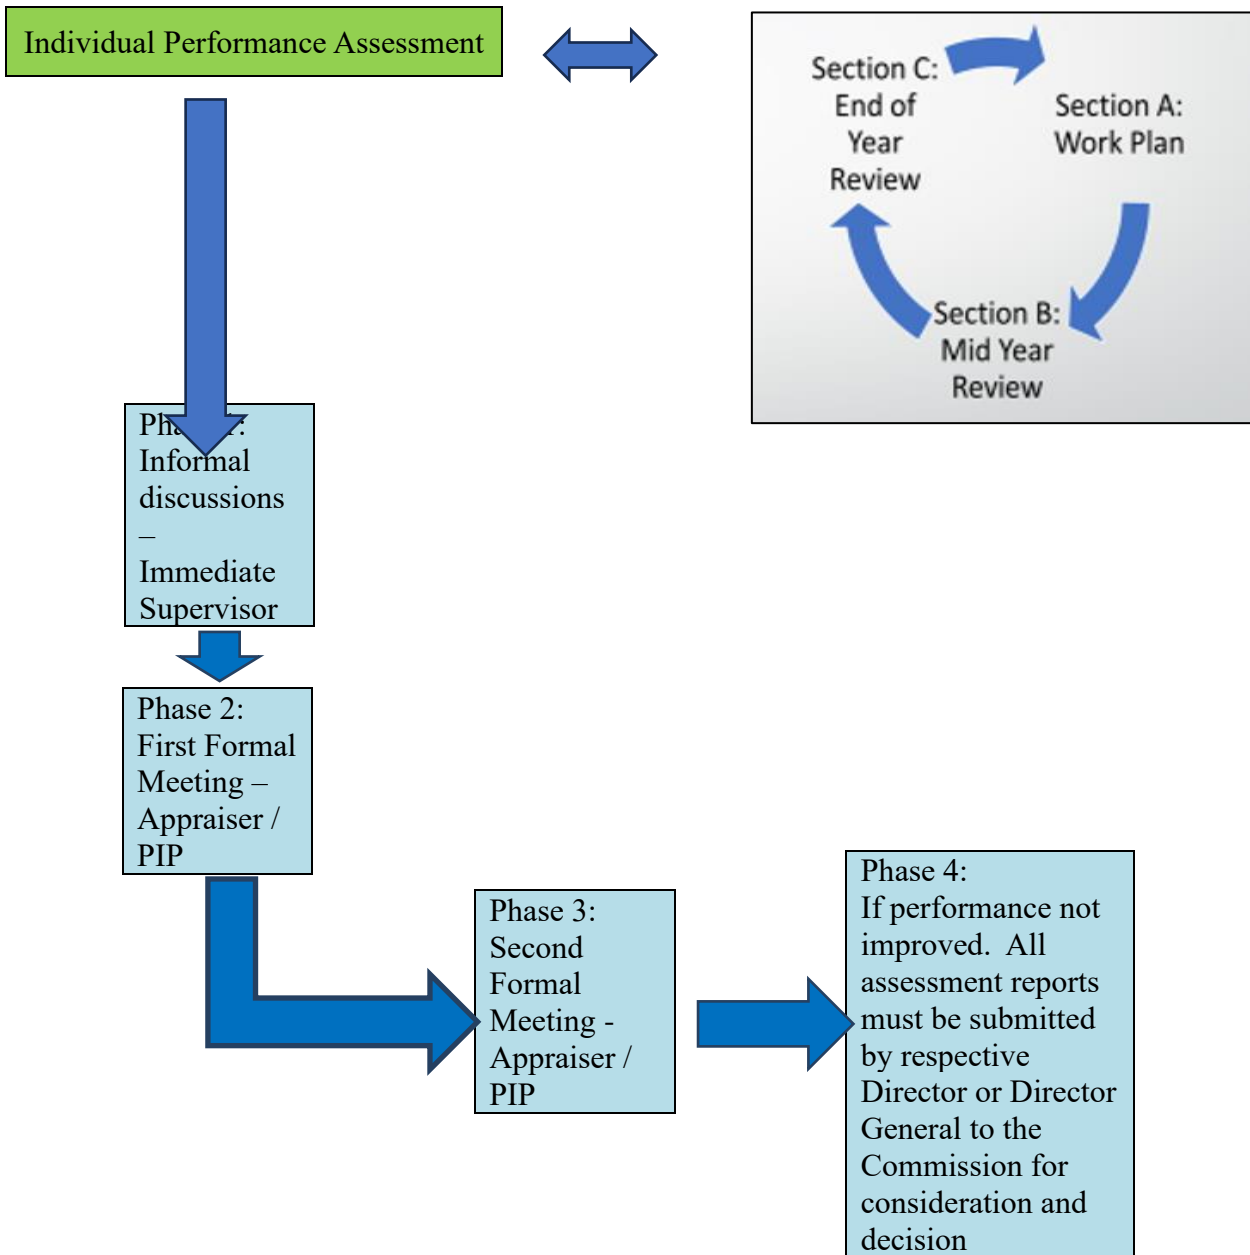 Individual Performance Assessment
Section C:
End of
Year
Review
Section A:
Work Plan
Section B:
Mid Year
Review
Informal
discussions
–
Immediate
Supervisor
Phase 2:
First Formal
Meeting –
Appraiser /
PIP
Phase 3:
Second
Formal
Meeting -
Appraiser /
PIP
Phase 4:
If performance not
improved.  All
assessment reports
must be submitted
by respective
Director or Director
General to the
Commission for
consideration and
decision